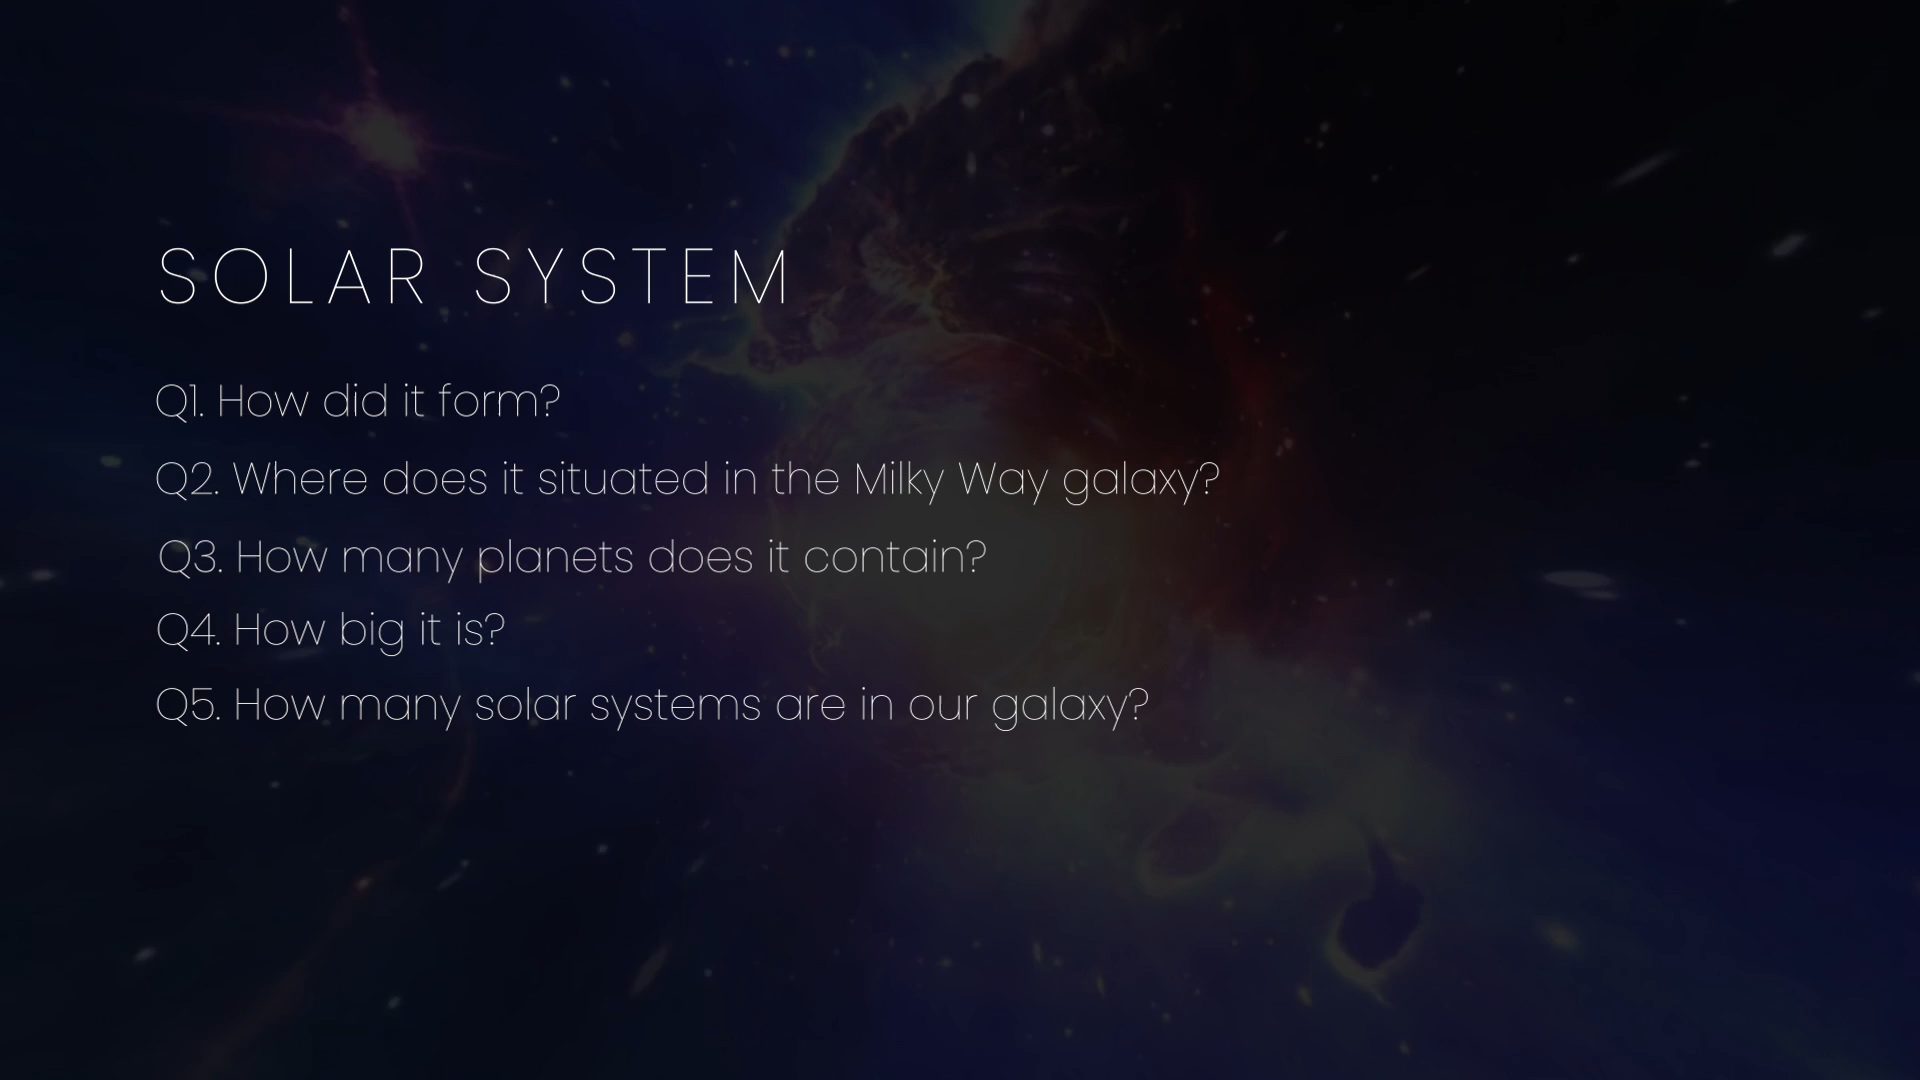 SOLAR SYSTEM
Q1. How did it form?
Q2. Where does it situated in the Milky Way galaxy?
Q3. How many planets does it contain?
Q4. How big it is?
Q5. How many solar systems are in our galaxy?